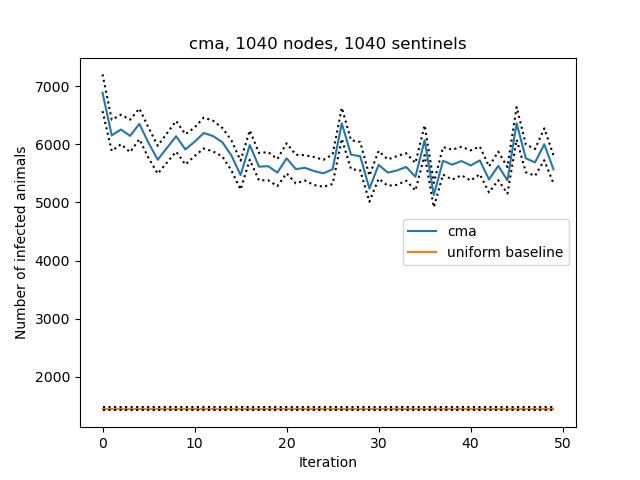 cma, 1040 nodes, 1040 sentinels
Number of infected animals
7000
6000
5000
4000
3000
2000
cma
uniform baseline
0
10
20
30
40
50
Iteration